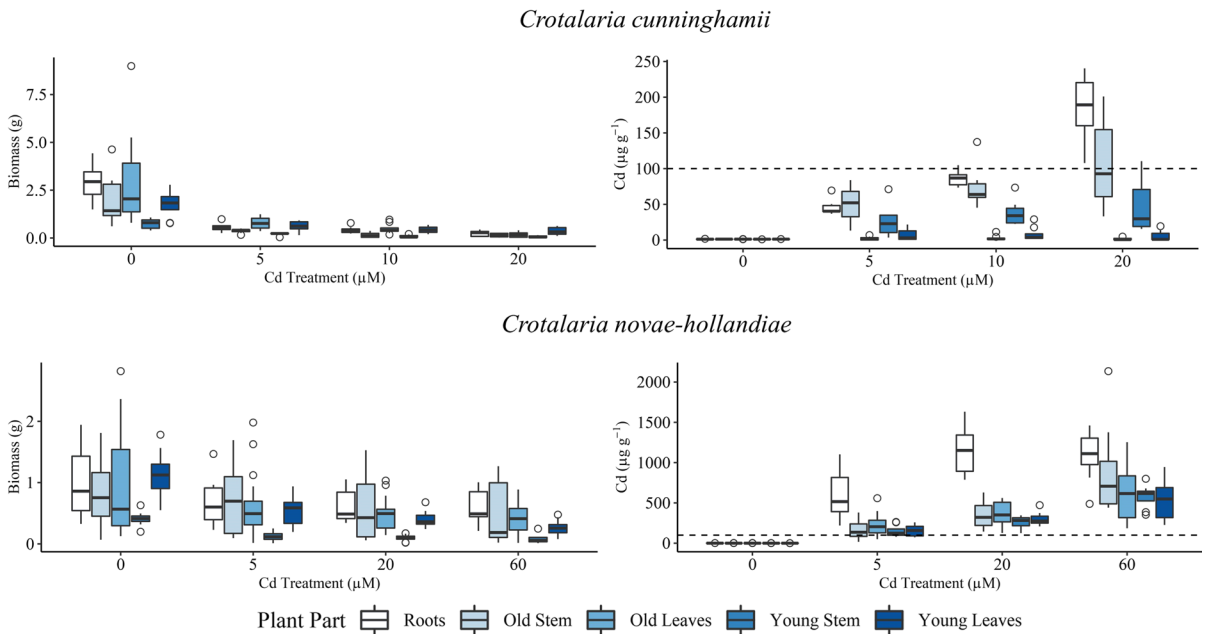 Crotalaria cunninghamii
Biomass (g)
7.5
5.0
2.5
0.0
0 5 10 20
Cd Treatment (µM)
Cd (µg g⁻¹)
250
200
150
100
50
0
0 5 10 20
Cd Treatment (µM)
Crotalaria novae-hollandiae
Biomass (g)
2
1
0
0 5 20 60
Cd Treatment (µM)
Cd (µg g⁻¹)
2000
1500
1000
500
0
0 5 20 60
Cd Treatment (µM)
Plant Part Roots Old Stem Old Leaves Young Stem Young Leaves